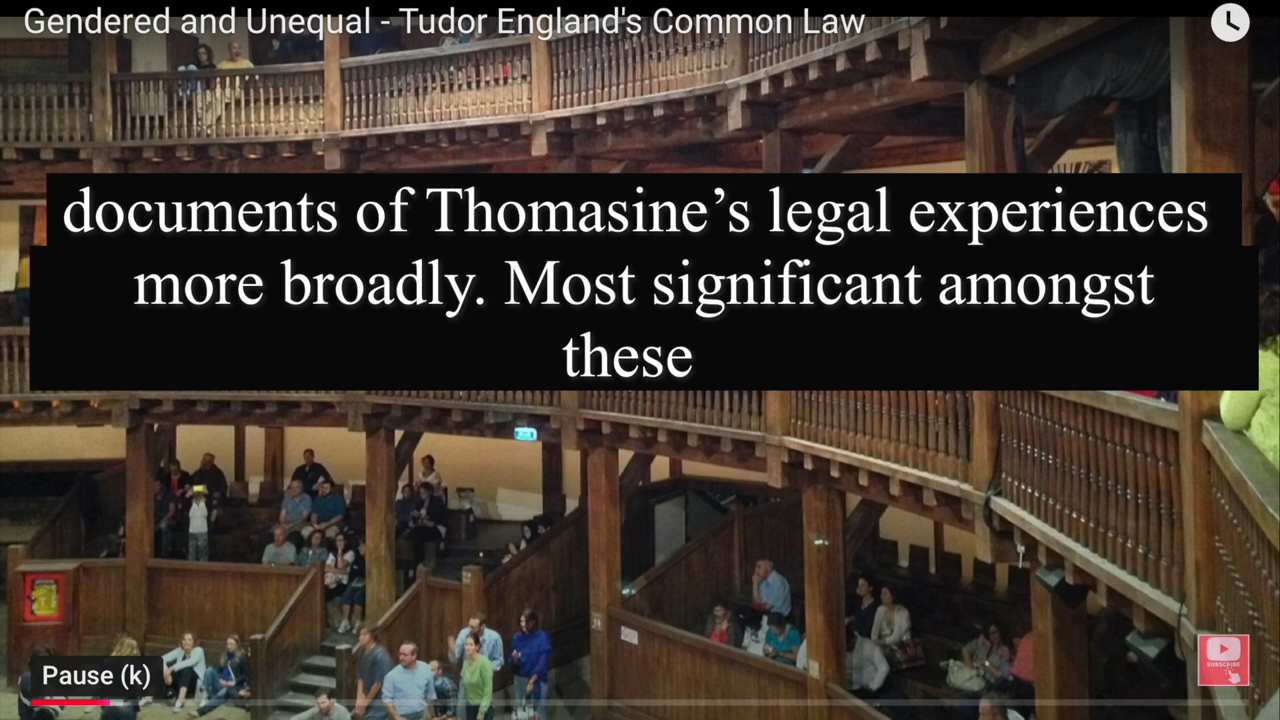 Gendered and Unequal - Tudor England's Common Law
documents of Thomasine’s legal experiences
more broadly. Most significant amongst
these
Pause (k)
SUBSCRIBE